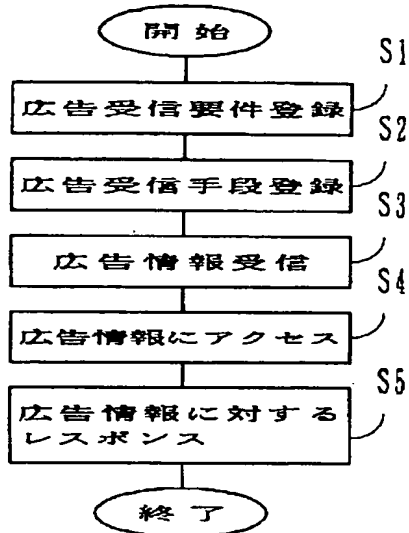 開始
S1
広告受信要件登録
S2
広告受信手段登録
S3
広告情報受信
S4
広告情報にアクセス
S5
広告情報に対する
レスポンス
終了